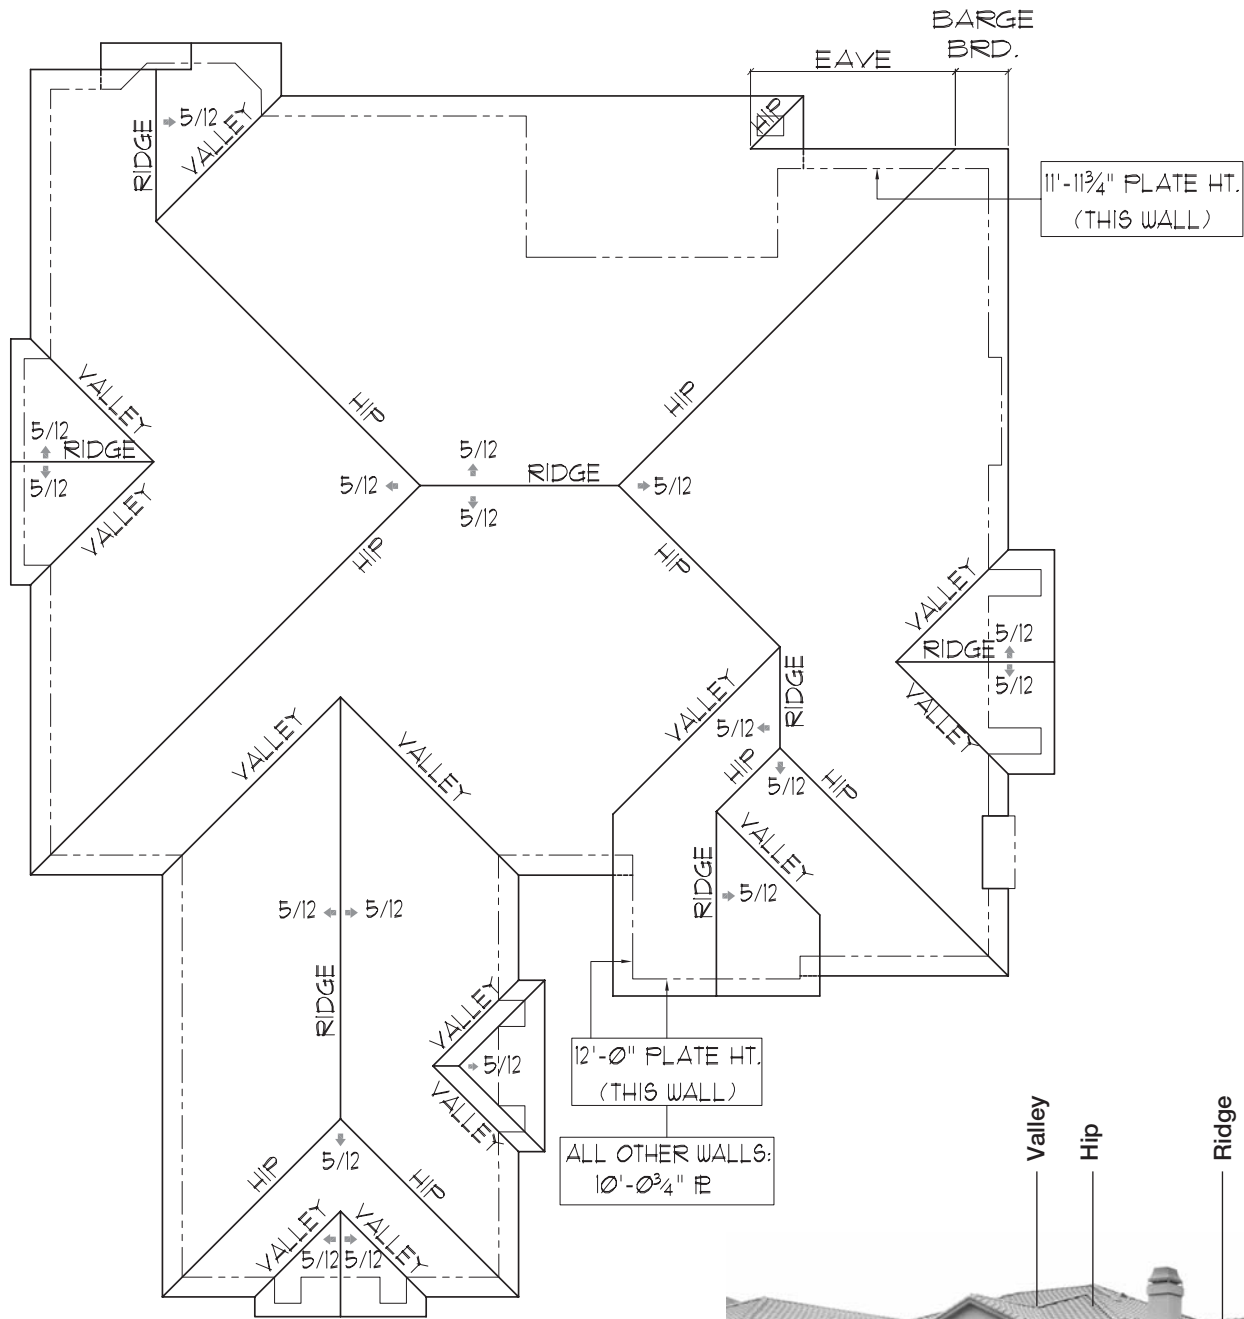 BARGE
BRD.
EAVE
HIP
5/12
RIDGE
VALLEY
11'-11¾" PLATE HT.
(THIS WALL)
VALLEY
HIP
HIP
5/12
RIDGE
5/12
VALLEY
5/12
RIDGE
5/12
5/12
5/12
HIP
HIP
VALLEY
5/12
RIDGE
5/12
VALLEY
RIDGE
VALLEY
5/12
HIP
5/12
HIP
VALLEY
VALLEY
VALLEY
RIDGE
5/12
5/12
5/12
RIDGE
VALLEY
5/12
VALLEY
12'-0" PLATE HT.
(THIS WALL)
ALL OTHER WALLS:
10'-0¾" PL
5/12
HIP
HIP
VALLEY
VALLEY
5/12
5/12
Valley
Hip
Ridge